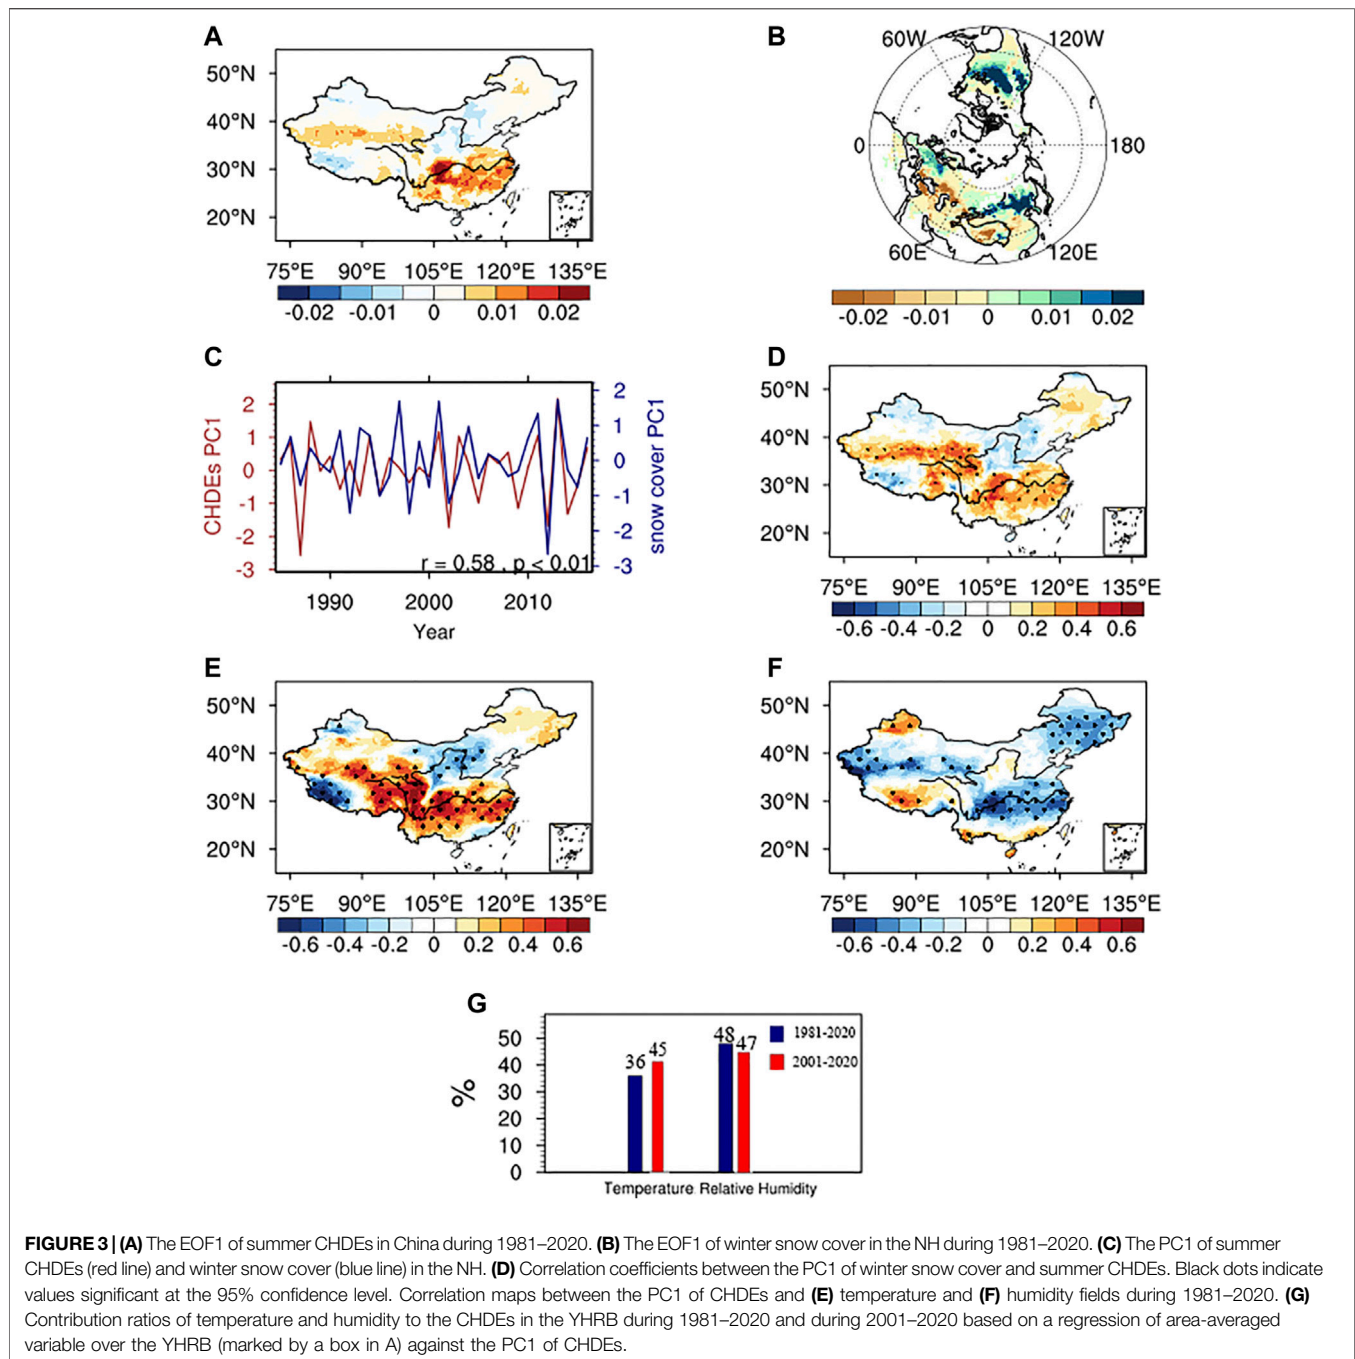 A
50°N
40°N
30°N
20°N
75°E 90°E 105°E 120°E 135°E
-0.02 -0.01 0 0.01 0.02
B
60W 120W
0 180
60E 120E
-0.02 -0.01 0 0.01 0.02
C
CHDEs PC1
2
1
0
-1
-2
-3
2
1
0
-1
-2
-3
snow cover PC1
r = 0.58 , p < 0.01
1990 2000 2010
Year
D
50°N
40°N
30°N
20°N
75°E 90°E 105°E 120°E 135°E
-0.6 -0.4 -0.2 0 0.2 0.4 0.6
E
50°N
40°N
30°N
20°N
75°E 90°E 105°E 120°E 135°E
-0.6 -0.4 -0.2 0 0.2 0.4 0.6
F
50°N
40°N
30°N
20°N
75°E 90°E 105°E 120°E 135°E
-0.6 -0.4 -0.2 0 0.2 0.4 0.6
G
%
50
40
30
20
10
0
36 45 48 47
1981-2020
2001-2020
Temperature Relative Humidity
FIGURE 3 | (A) The EOF1 of summer CHDEs in China during 1981–2020. (B) The EOF1 of winter snow cover in the NH during 1981–2020. (C) The PC1 of summer
CHDEs (red line) and winter snow cover (blue line) in the NH. (D) Correlation coefficients between the PC1 of winter snow cover and summer CHDEs. Black dots indicate
values significant at the 95% confidence level. Correlation maps between the PC1 of CHDEs and (E) temperature and (F) humidity fields during 1981–2020. (G)
Contribution ratios of temperature and humidity to the CHDEs in the YHRB during 1981–2020 and during 2001–2020 based on a regression of area-averaged
variable over the YHRB (marked by a box in A) against the PC1 of CHDEs.